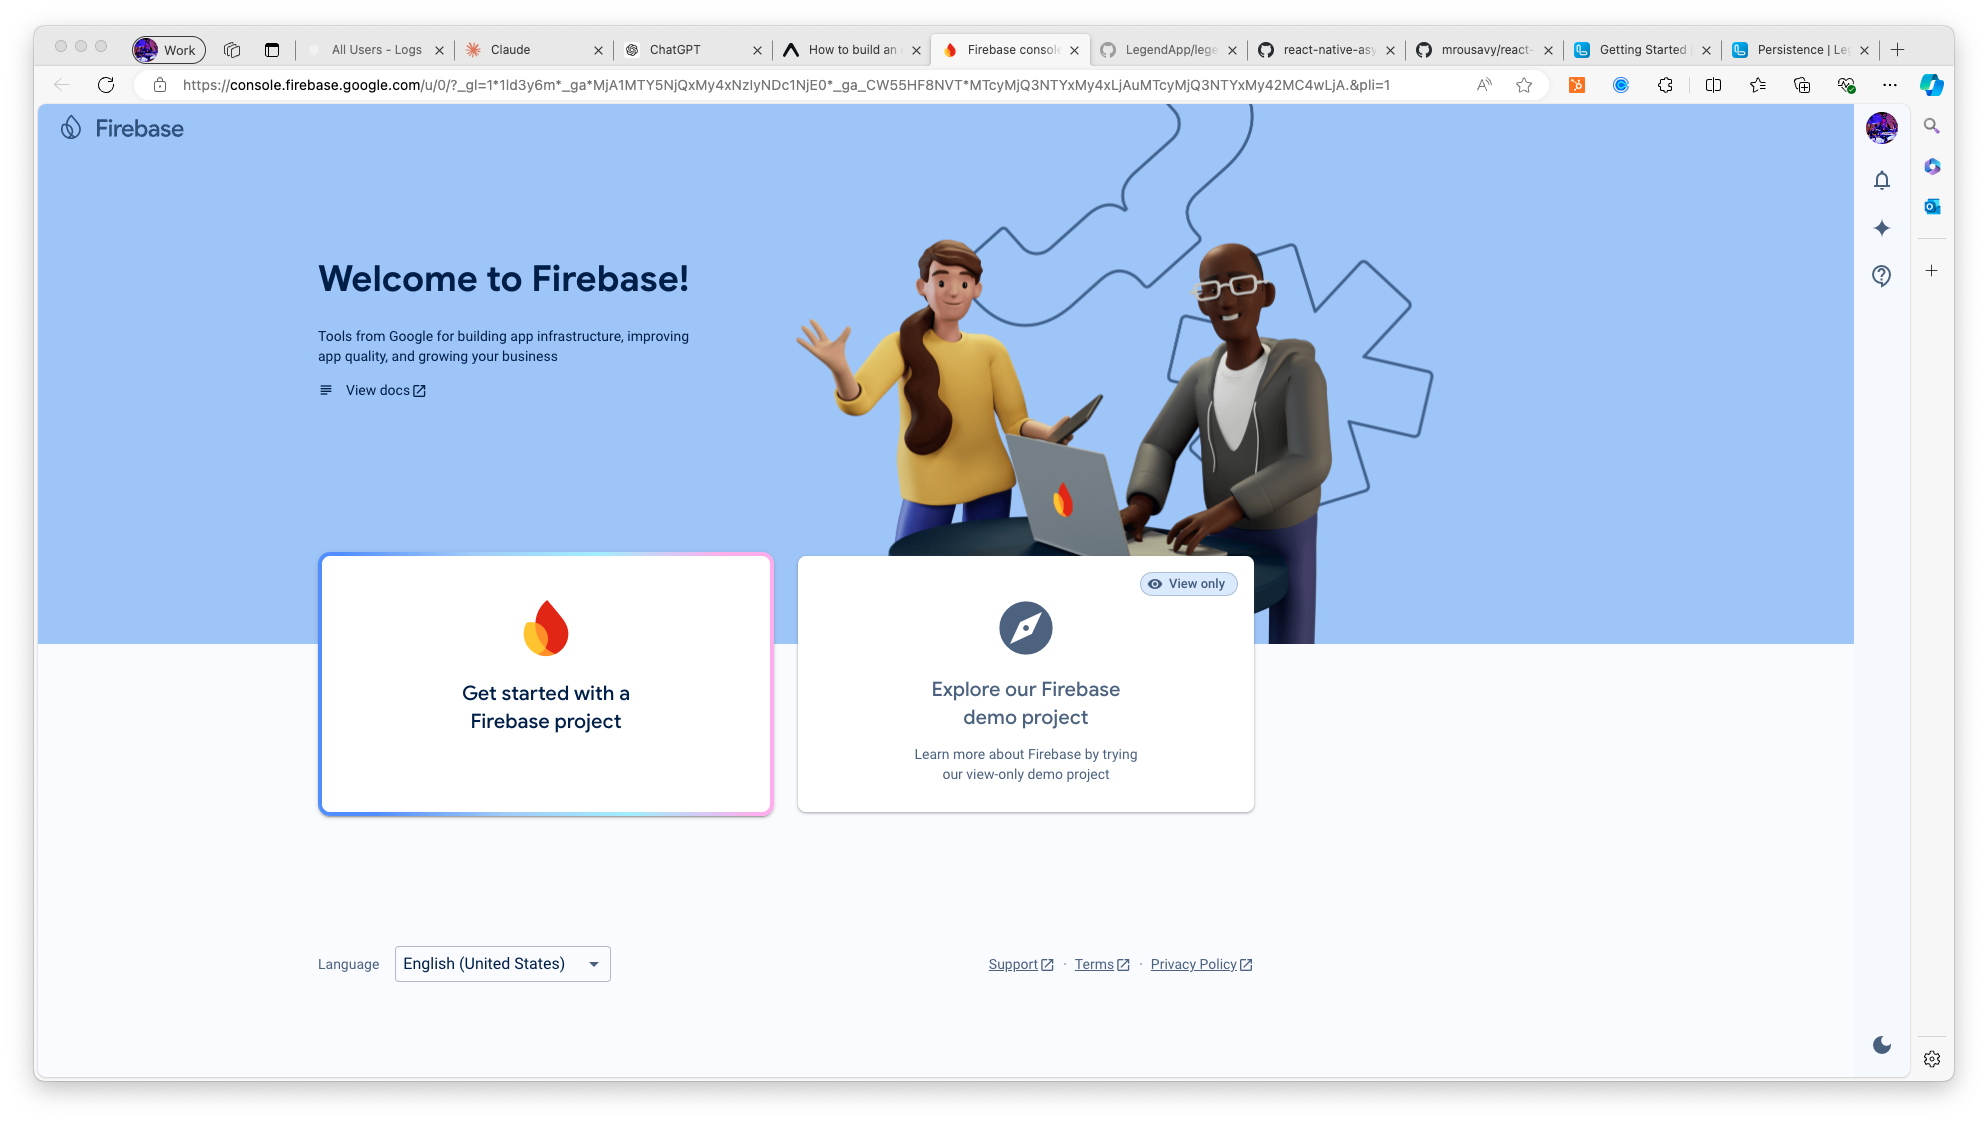 Work
All Users - Logs
Claude
ChatGPT
How to build an
Firebase console
LegendApp/lege
react-native-asy
mrousavy/react-
Getting Started |
Persistence | Leg
https://console.firebase.google.com/u/0/?_gl=1*1ld3y6m*_ga*MjA1MTY5NjQxMy4xNzIyNDc1NjE0*_ga_CW55HF8NVT*MTcyMjQ3NTYxMy4xLjAuMTcyMjQ3NTYxMy42MC4wLjA.&pli=1
Firebase
Welcome to Firebase!
Tools from Google for building app infrastructure, improving
app quality, and growing your business
View docs
Get started with a
Firebase project
View only
Explore our Firebase
demo project
Learn more about Firebase by trying
our view-only demo project
Language
English (United States)
Support · Terms · Privacy Policy